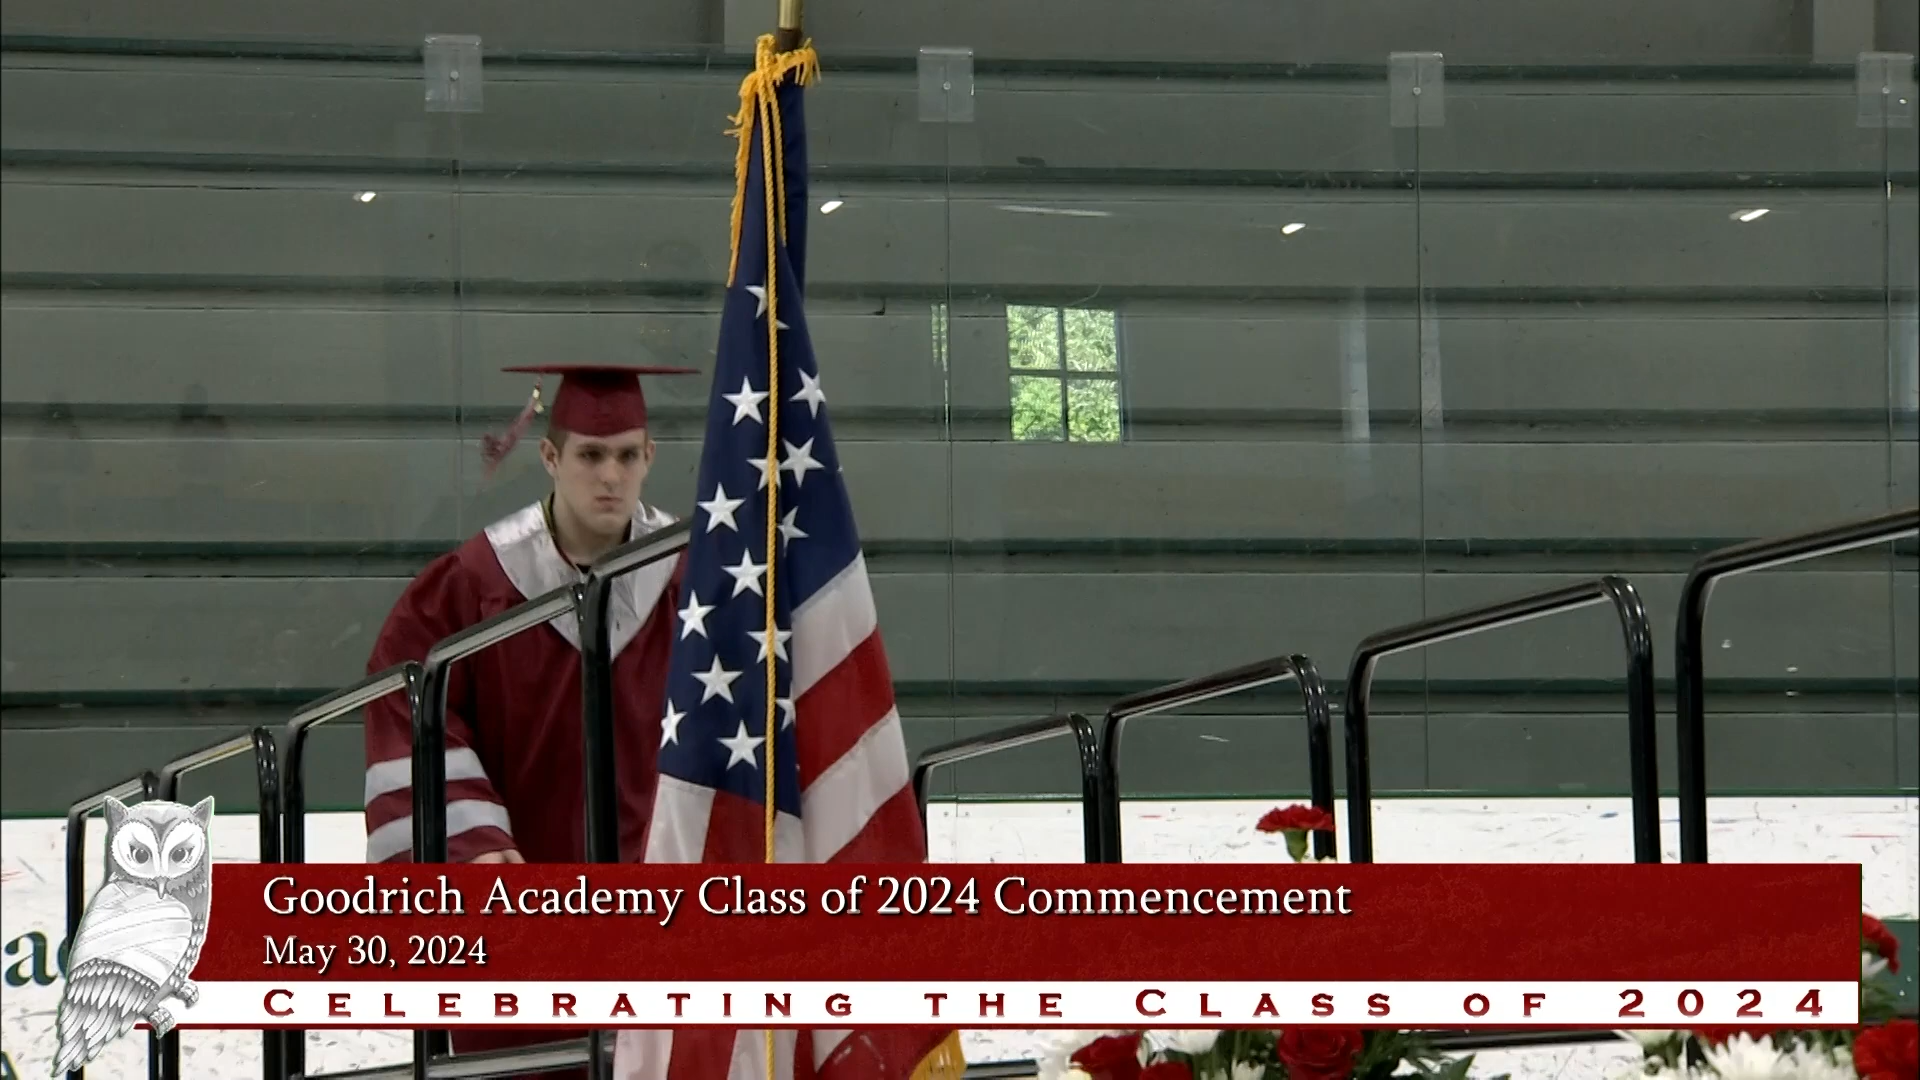 Goodrich Academy Class of 2024 Commencement
May 30, 2024
Celebrating the Class of 2024